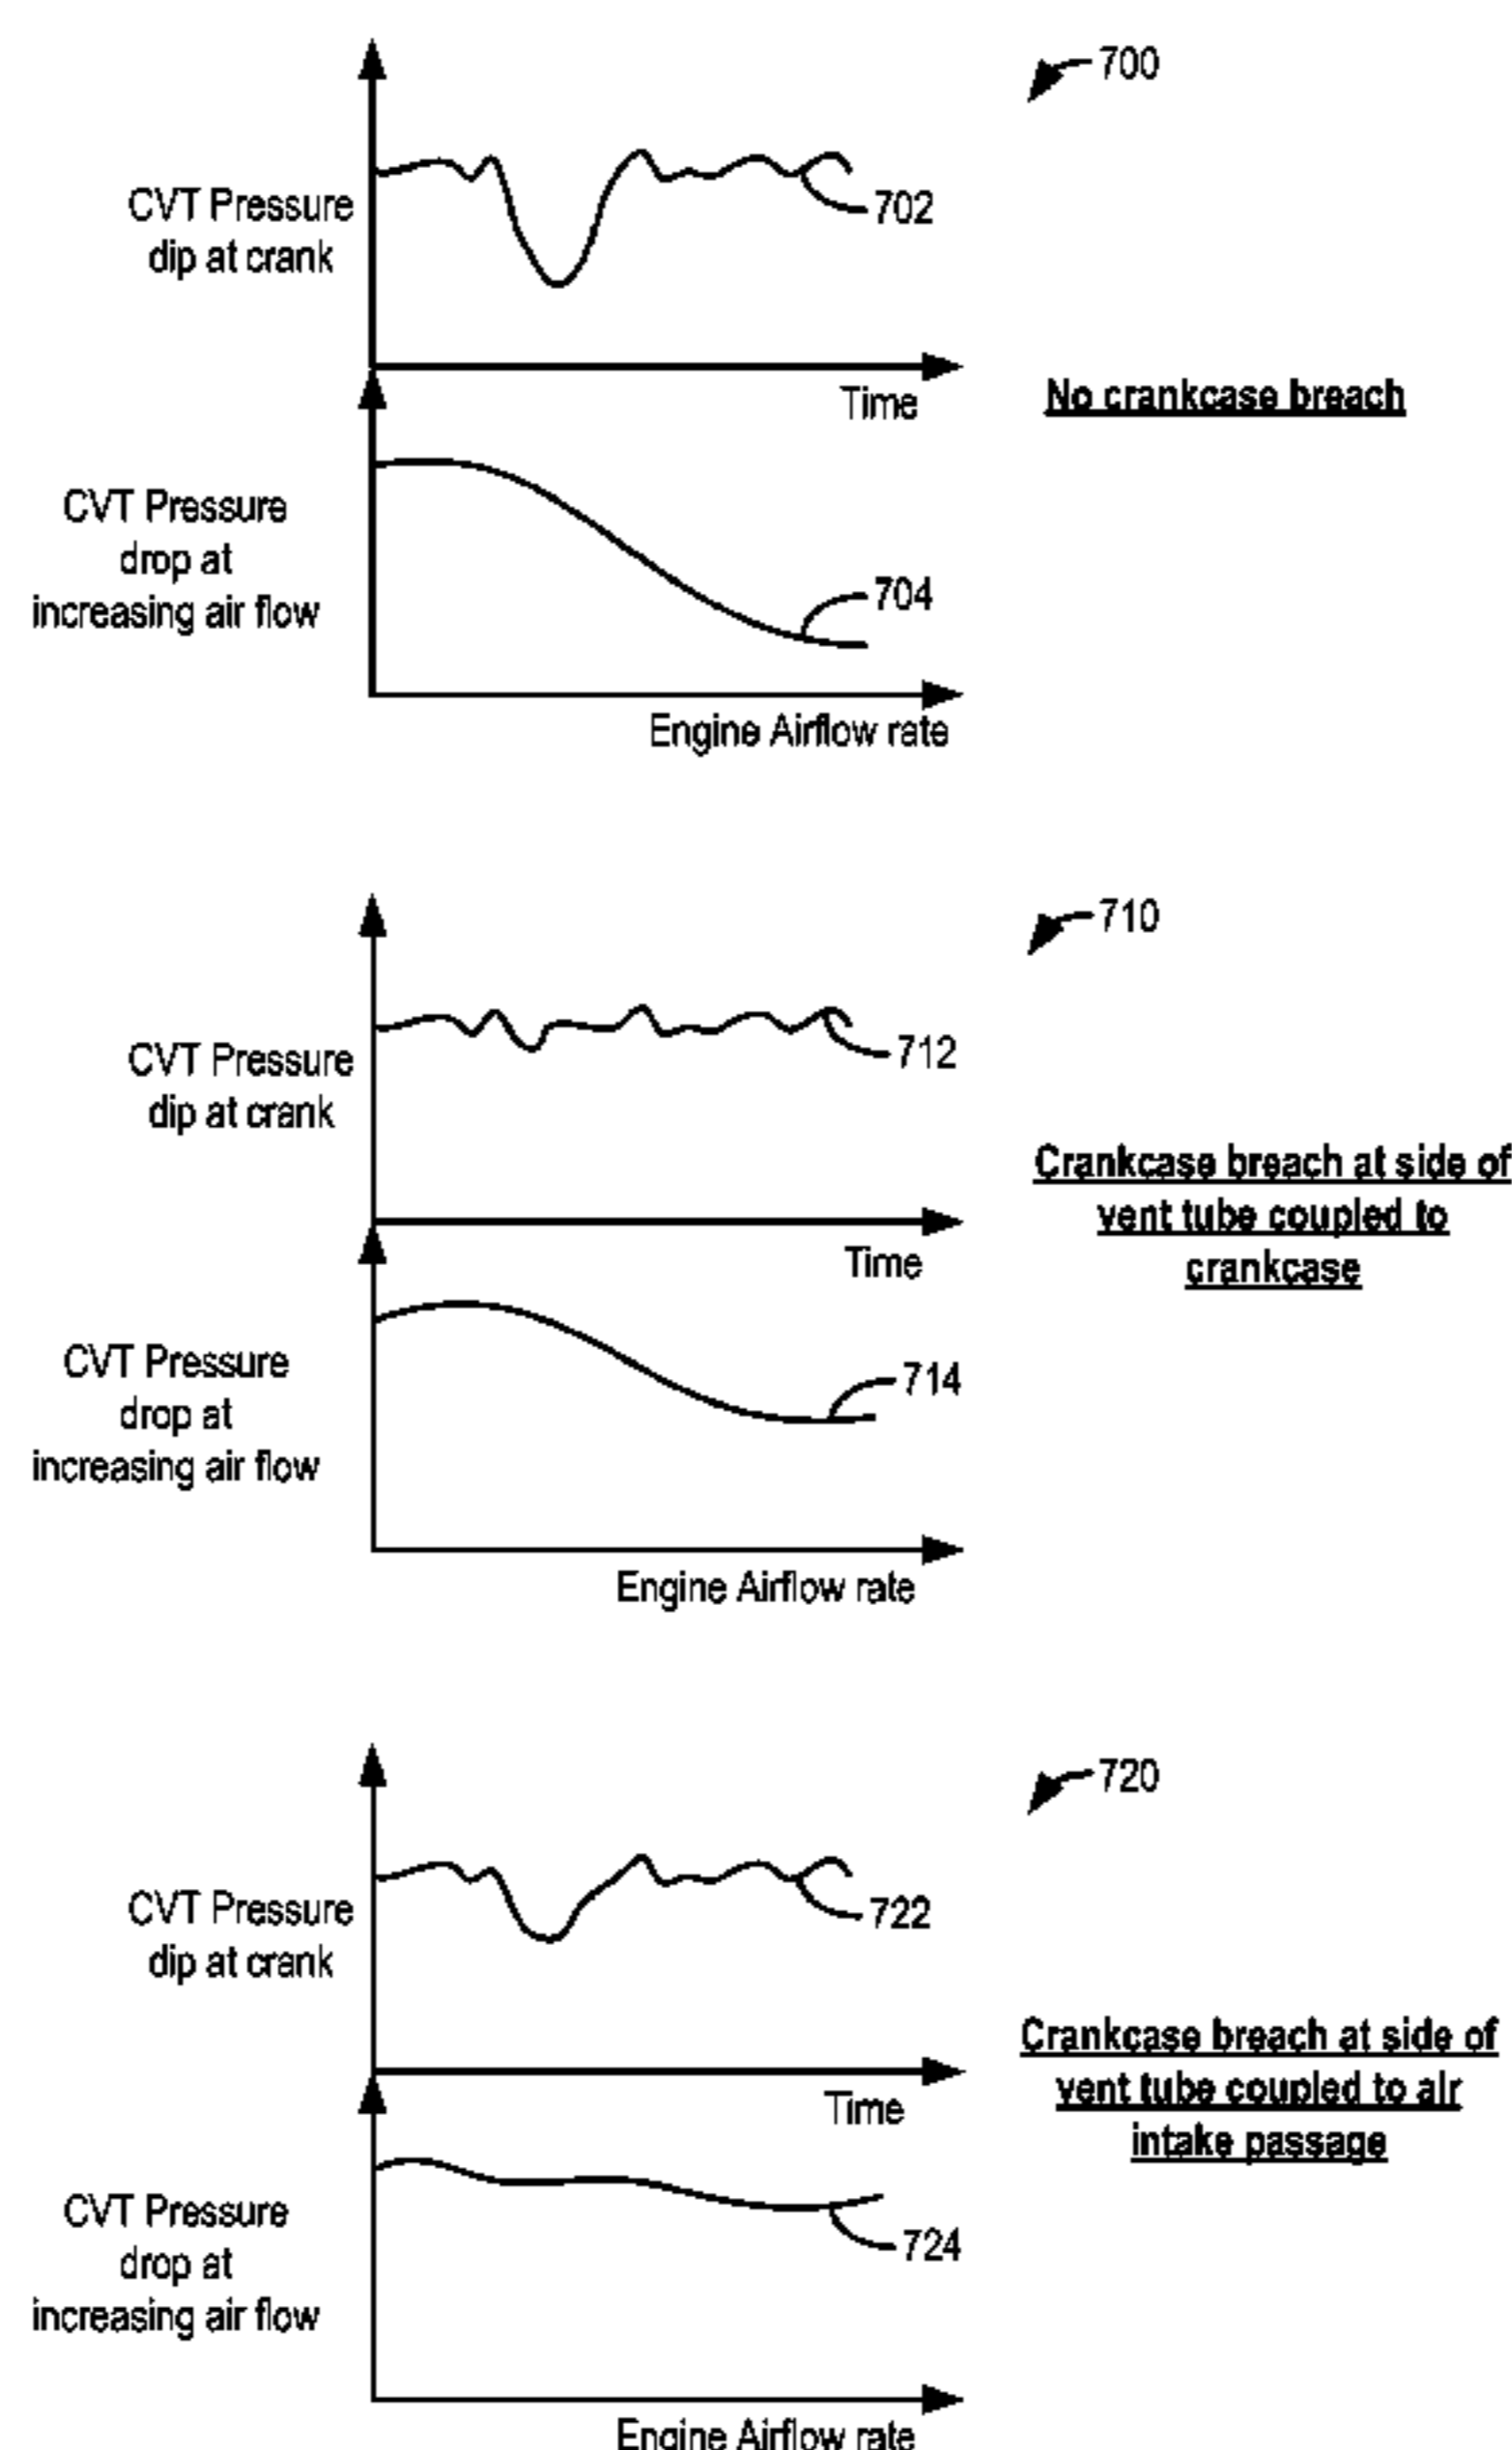 700
CVT Pressure
dip at crank
702
Time
No crankcase breach
CVT Pressure
drop at
increasing air flow
704
Engine Airflow rate
710
CVT Pressure
dip at crank
712
Crankcase breach at side of
vent tube coupled to
crankcase
Time
CVT Pressure
drop at
increasing air flow
714
Engine Airflow rate
720
CVT Pressure
dip at crank
722
Crankcase breach at side of
vent tube coupled to air
intake passage
Time
CVT Pressure
drop at
increasing air flow
724
Engine Airflow rate